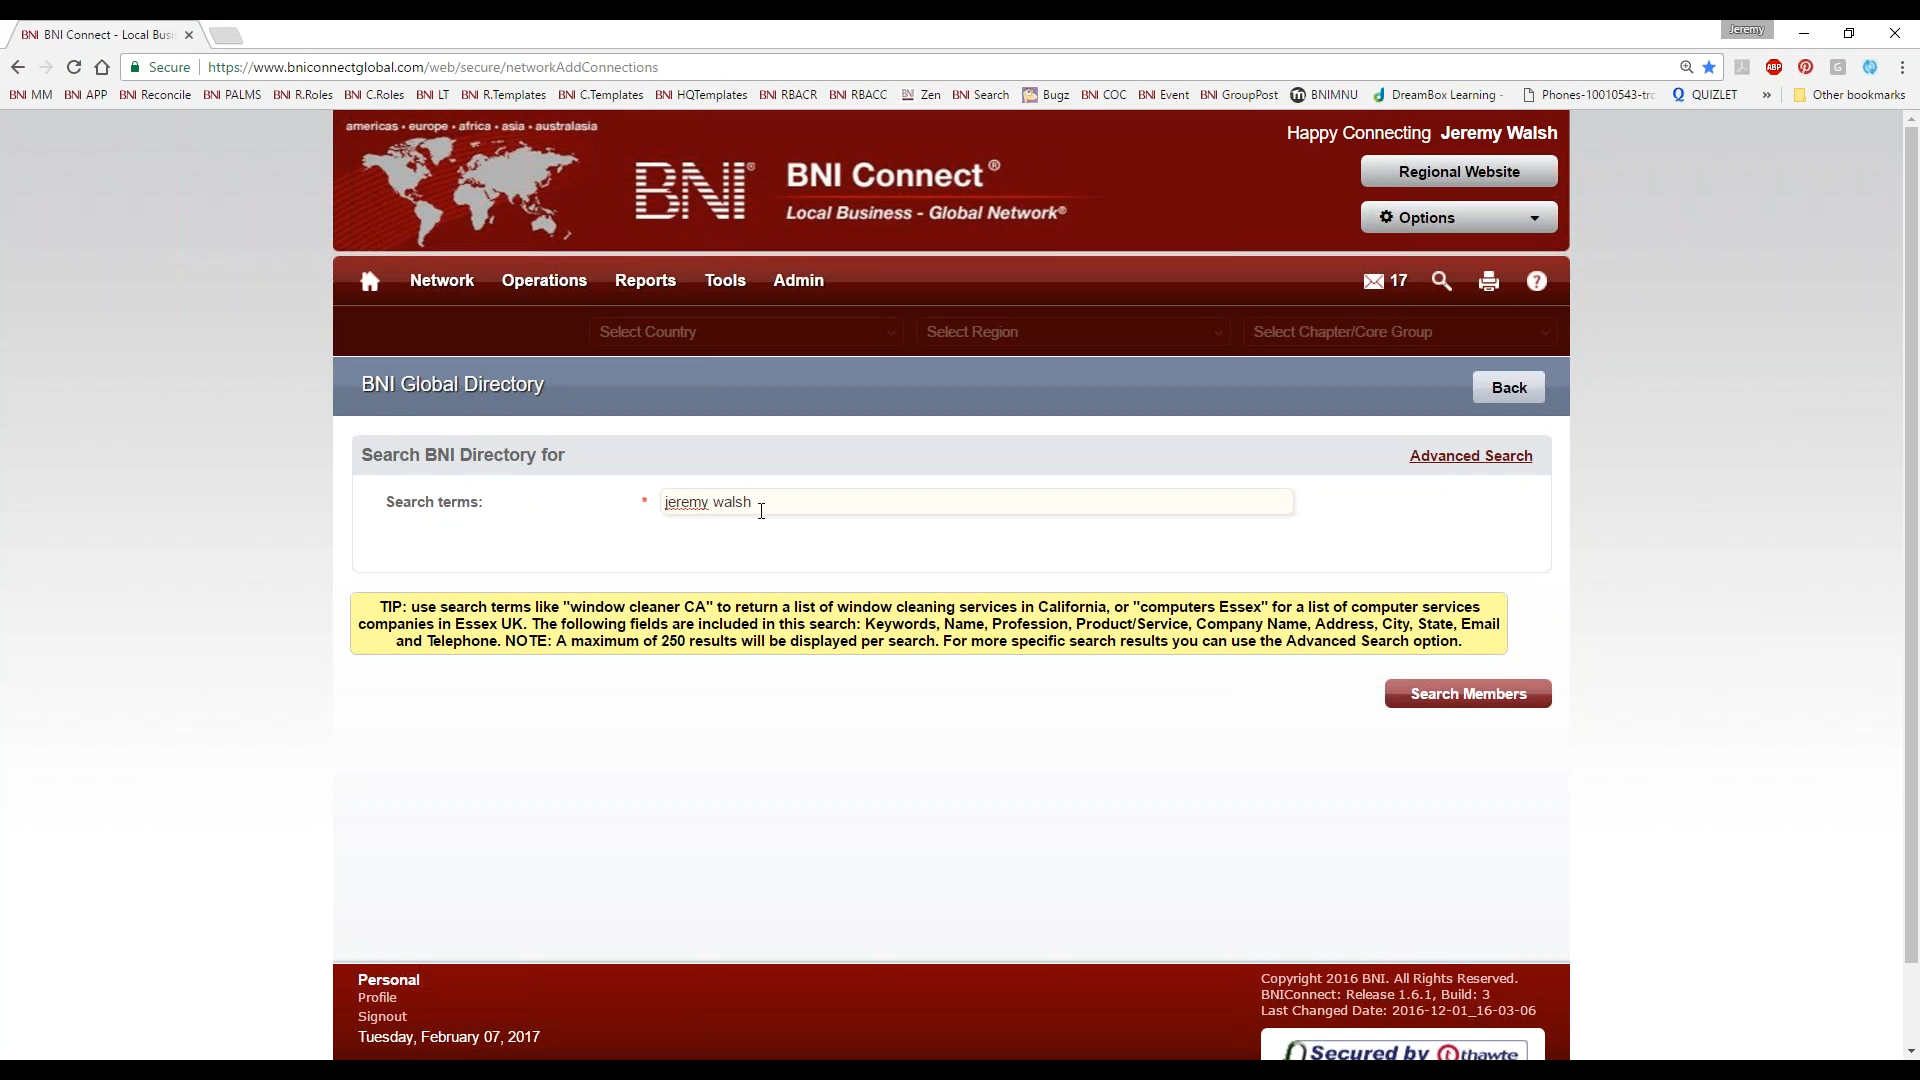 BNI BNI Connect - Local Busi
Jeremy
Secure https://www.bniconnectglobal.com/web/secure/networkAddConnections
ABP
BNI MM BNI APP BNI Reconcile BNI PALMS BNI R.Roles BNI C.Roles BNI LT BNI R.Templates BNI C.Templates BNI HQTemplates BNI RBACR BNI RBACC Zen BNI Search Bugz BNI COC BNI Event BNI GroupPost BNIMNU DreamBox Learning - Phones-10010543-tr QUIZLET » Other bookmarks
americas • europe • africa • asia • australasia
Happy Connecting Jeremy Walsh
BNI® BNI Connect®
Local Business - Global Network®
Regional Website
Options
Network Operations Reports Tools Admin 17 ?
Select Country Select Region Select Chapter/Core Group
BNI Global Directory Back
Search BNI Directory for Advanced Search
Search terms: * jeremy walsh
TIP: use search terms like "window cleaner CA" to return a list of window cleaning services in California, or "computers Essex" for a list of computer services
companies in Essex UK. The following fields are included in this search: Keywords, Name, Profession, Product/Service, Company Name, Address, City, State, Email
and Telephone. NOTE: A maximum of 250 results will be displayed per search. For more specific search results you can use the Advanced Search option.
Search Members
Personal
Profile
Signout
Tuesday, February 07, 2017
Copyright 2016 BNI. All Rights Reserved.
BNIConnect: Release 1.6.1, Build: 3
Last Changed Date: 2016-12-01_16-03-06
Secured by thawte